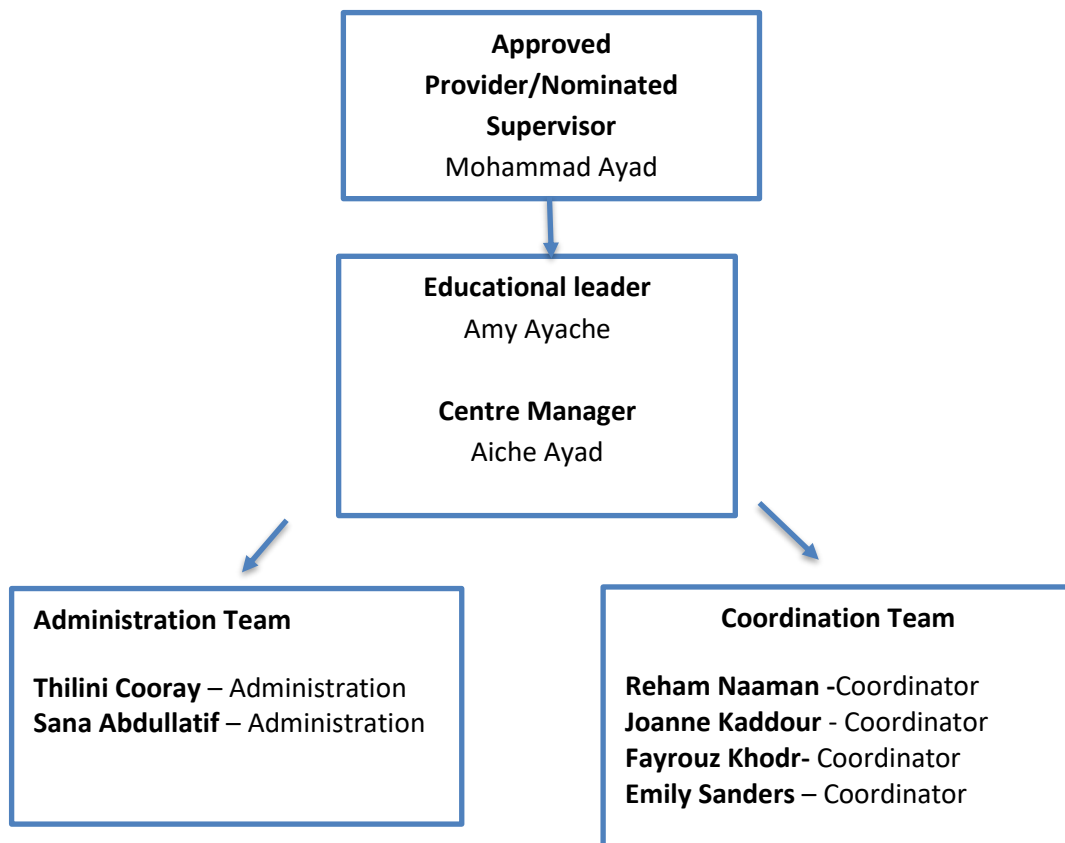 Approved
Provider/Nominated
Supervisor
Mohammad Ayad
Educational leader
Amy Ayache
Centre Manager
Aiche Ayad
Administration Team
Thilini Cooray – Administration
Sana Abdullatif – Administration
Coordination Team
Reham Naaman -Coordinator
Joanne Kaddour - Coordinator
Fayrouz Khodr- Coordinator
Emily Sanders – Coordinator